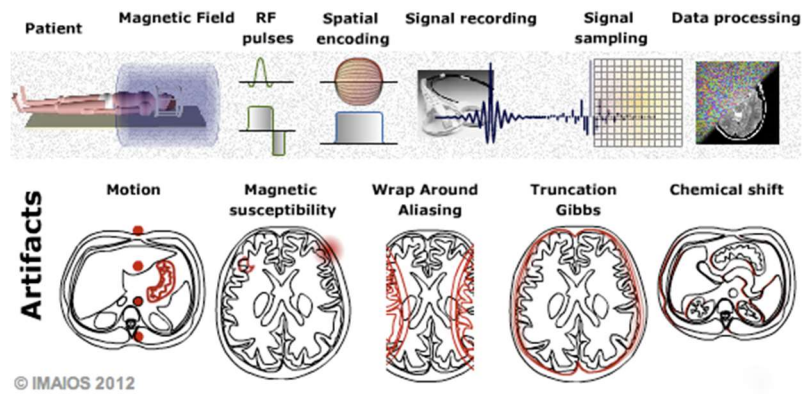 Patient
Magnetic Field
RF
pulses
Spatial
encoding
Signal recording
Signal
sampling
Data processing
Artifacts
Motion
Magnetic
susceptibility
Wrap Around
Aliasing
Truncation
Gibbs
Chemical shift
© IMAIOS 2012